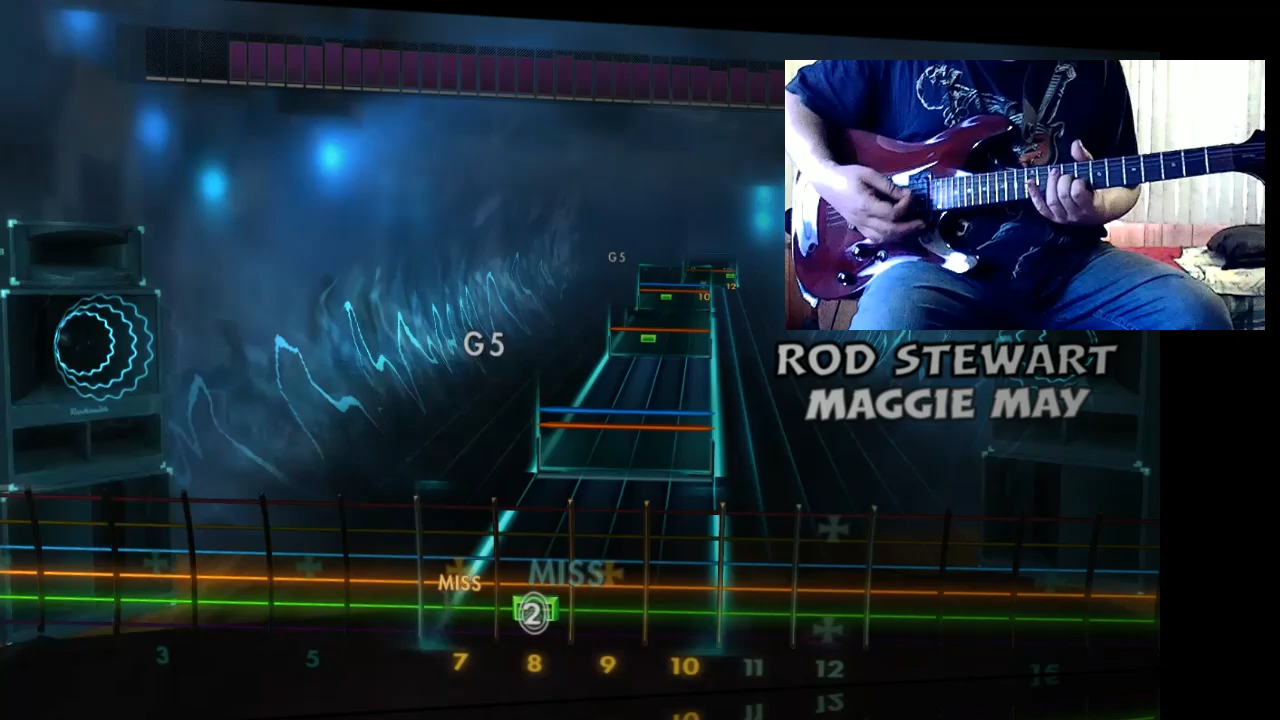 G5
12
10
G5
ROD STEWART
MAGGIE MAY
MISS
MISS
2
3 5 7 8 9 10 11 12